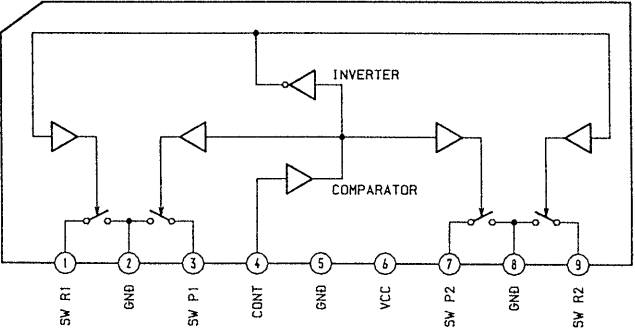 INVERTER
COMPARATOR
1 2 3 4 5 6 7 8 9
SW R1
GND
SW P1
CONT
GND
VCC
SW P2
GND
SW R2